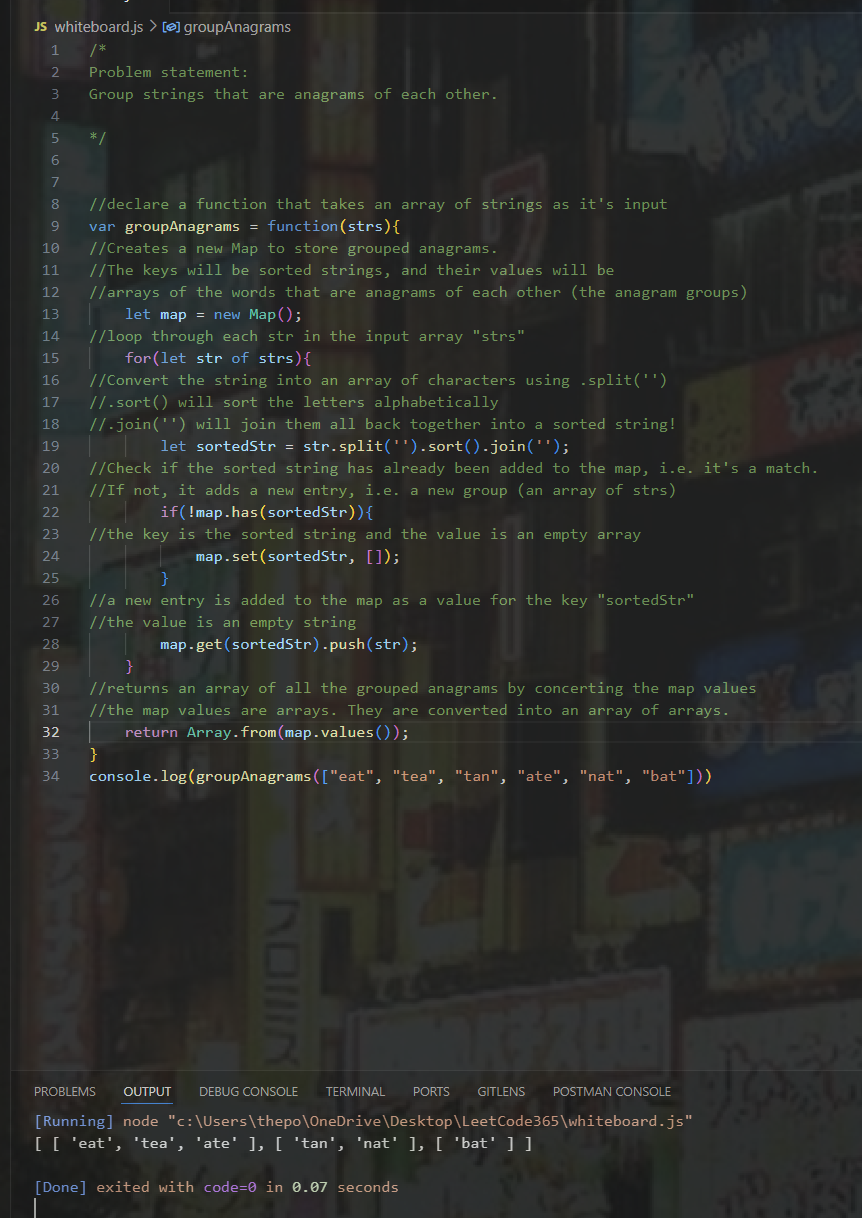 JS whiteboard.js > groupAnagrams
1 /*
2 Problem statement:
3 Group strings that are anagrams of each other.
4
5 */
6
7
8 //declare a function that takes an array of strings as it's input
9 var groupAnagrams = function(strs){
10 //Creates a new Map to store grouped anagrams.
11 //The keys will be sorted strings, and their values will be
12 //arrays of the words that are anagrams of each other (the anagram groups)
13     let map = new Map();
14 //loop through each str in the input array "strs"
15     for(let str of strs){
16 //Convert the string into an array of characters using .split('')
17 //.sort() will sort the letters alphabetically
18 //.join('') will join them all back together into a sorted string!
19         let sortedStr = str.split('').sort().join('');
20 //Check if the sorted string has already been added to the map, i.e. it's a match.
21 //If not, it adds a new entry, i.e. a new group (an array of strs)
22         if(!map.has(sortedStr)){
23 //the key is the sorted string and the value is an empty array
24             map.set(sortedStr, []);
25         }
26 //a new entry is added to the map as a value for the key "sortedStr"
27 //the value is an empty string
28         map.get(sortedStr).push(str);
29     }
30 //returns an array of all the grouped anagrams by concerting the map values
31 //the map values are arrays. They are converted into an array of arrays.
32     return Array.from(map.values());
33 }
34 console.log(groupAnagrams(["eat", "tea", "tan", "ate", "nat", "bat"]))
PROBLEMS OUTPUT DEBUG CONSOLE TERMINAL PORTS GITLENS POSTMAN CONSOLE
[Running] node "c:\Users\thepo\OneDrive\Desktop\LeetCode365\whiteboard.js"
[ [ 'eat', 'tea', 'ate' ], [ 'tan', 'nat' ], [ 'bat' ] ]
[Done] exited with code=0 in 0.07 seconds